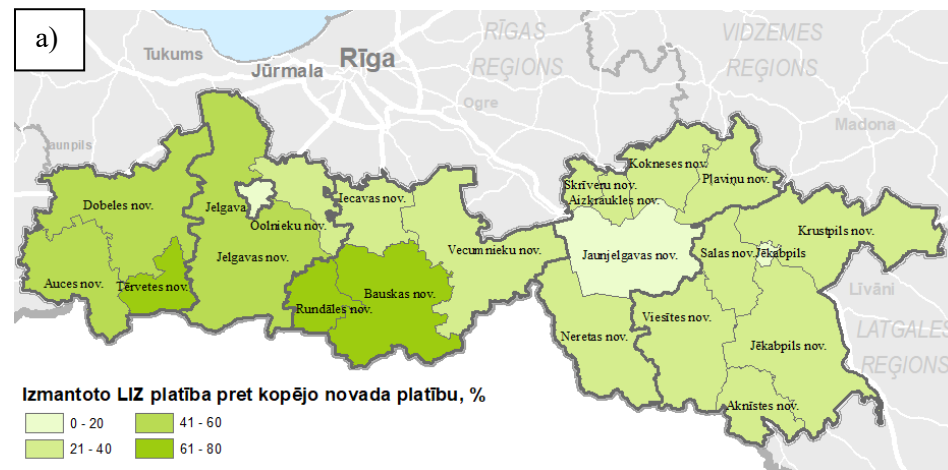 a)
Tukums
Rīga
Jūrmala
RĪGAS
REĢIONS
VIDZEMES
REĢIONS
Ogre
Madona
Jaunpils
Dobeles nov.
Jelgava
Oolnieku nov.
Iecavas nov.
Kokneses nov.
Skrīveru nov.
Aizkraukles nov.
Pļaviņu nov.
Krustpils nov.
Auces nov.
Tērvetes nov.
Jelgavas nov.
Vecumnieku nov.
Jaunjelgavas nov.
Salas nov.
Jēkabpils
Līvāni
Rundāles nov.
Bauskas nov.
Neretas nov.
Viesītes nov.
Jēkabpils nov.
LATGALES
REĢIONS
Aknīstes nov.
Izmantoto LIZ platība pret kopējo novada platību, %
0 - 20
41 - 60
21 - 40
61 - 80